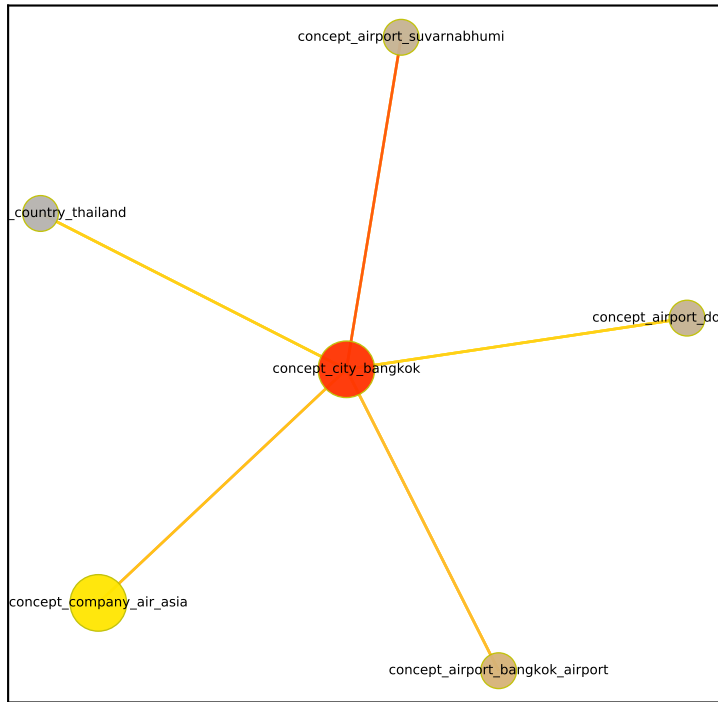 concept_airport_suvarnabhumi
_country_thailand
concept_airport_do
concept_city_bangkok
concept_company_air_asia
concept_airport_bangkok_airport